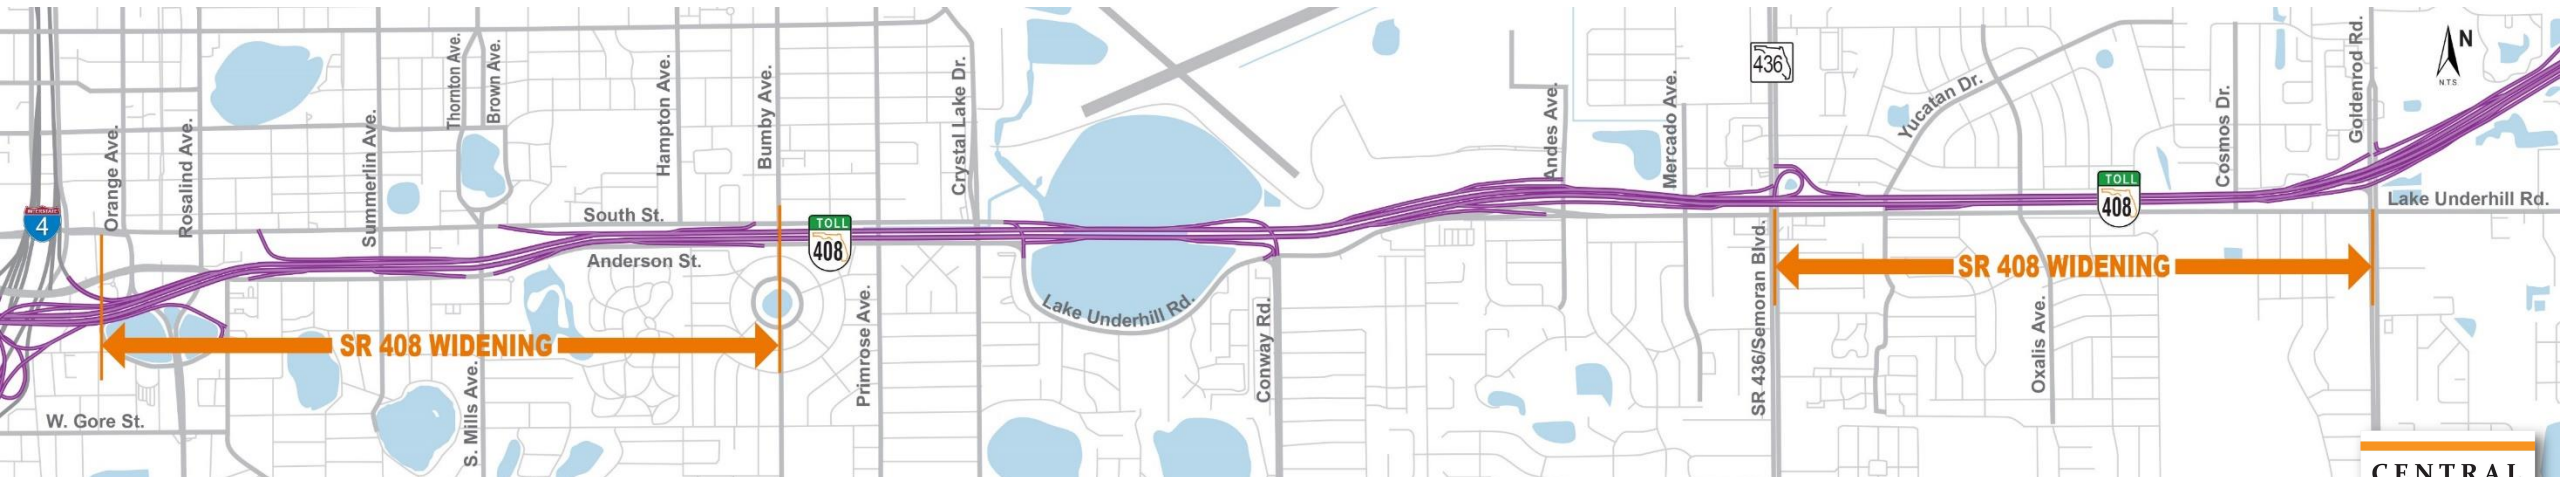 INTERSTATE
4
Orange Ave.
Rosalind Ave.
Summerlin Ave.
Thornton Ave.
Brown Ave.
Hampton Ave.
Bumby Ave.
Crystal Lake Dr.
South St.
Anderson St.
TOLL
408
SR 408 WIDENING
W. Gore St.
S. Mills Ave.
Primrose Ave.
Lake Underhill Rd.
Conway Rd.
Andes Ave.
Mercado Ave.
436
SR 436/Semoran Blvd.
Yucatan Dr.
TOLL
408
Cosmos Dr.
Goldenrod Rd.
N
N.T.S
Lake Underhill Rd.
SR 408 WIDENING
Oxalis Ave.
CENTRAL